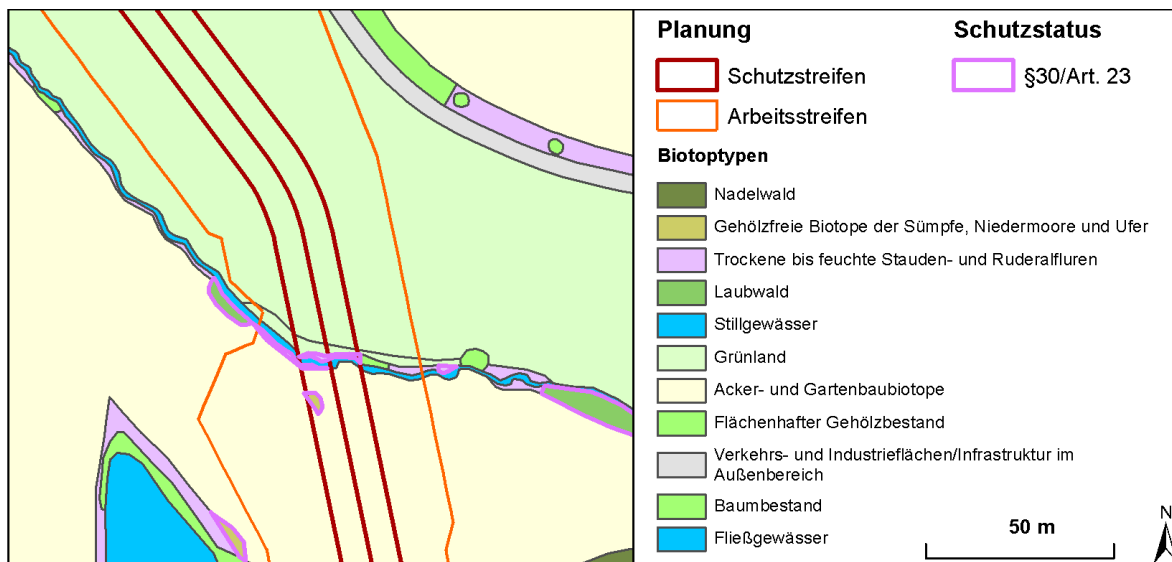 Planung
Schutzstreifen
Arbeitsstreifen
Schutzstatus
§30/Art. 23
Biotoptypen
Nadelwald
Gehölzfreie Biotope der Sümpfe, Niedermoore und Ufer
Trockene bis feuchte Stauden- und Ruderalfluren
Laubwald
Stillgewässer
Grünland
Acker- und Gartenbaubiotope
Flächenhafter Gehölzbestand
Verkehrs- und Industrieflächen/Infrastruktur im
Außenbereich
Baumbestand
Fließgewässer
50 m
N